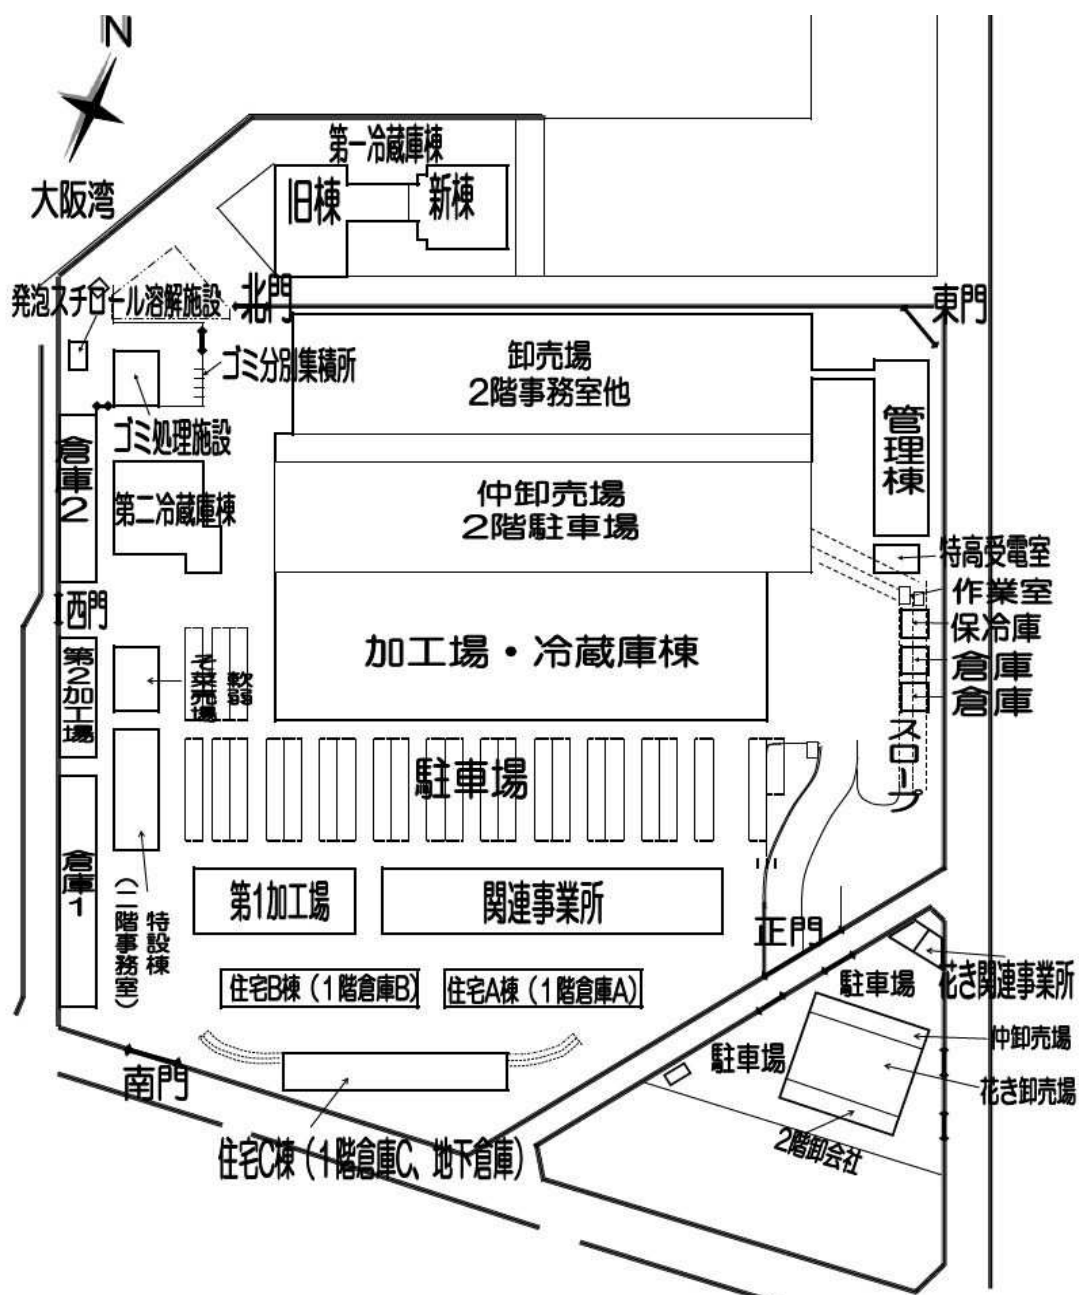 N
大阪湾
第一冷蔵庫棟
旧棟
新棟
発泡スチロール溶解施設
北門
東門
ゴミ分別集積所
卸売場
2階事務室他
ゴミ処理施設
倉庫2
第二冷蔵庫棟
管理棟
仲卸売場
2階駐車場
特高受電室
作業室
西門
保冷庫
第2加工場
そ菜売場
軟弱
加工場・冷蔵庫棟
倉庫
倉庫
スロープ
駐車場
倉庫1
特設棟
(二階事務室)
第1加工場
関連事業所
正門
住宅B棟(1階倉庫B)
住宅A棟(1階倉庫A)
駐車場
花き関連事業所
仲卸売場
駐車場
花き卸売場
南門
2階卸会社
住宅C棟(1階倉庫C、地下倉庫)